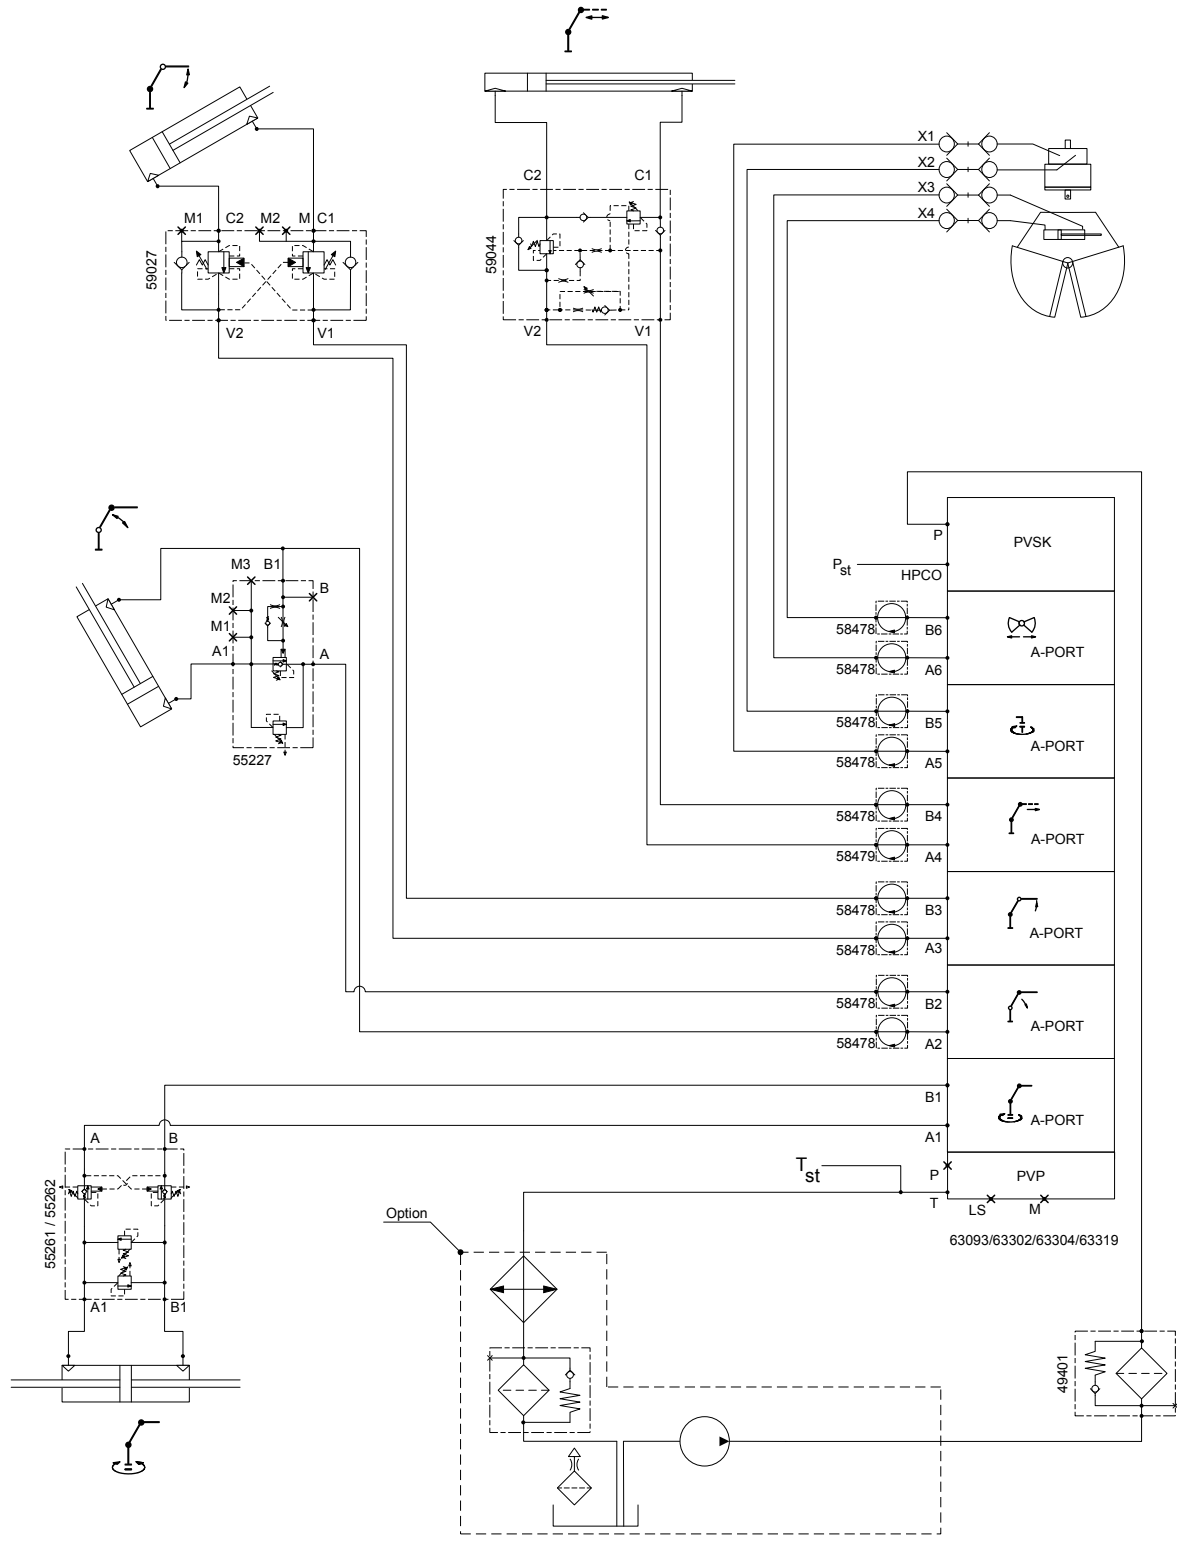 X1
X2
X3
X4
C2
C1
59044
V2
V1
M1
C2
M2
M
C1
59027
V2
V1
P
PVSK
Pst
HPCO
M3
B1
B
M2
M1
A1
A
55227
58478
B6
A-PORT
58478
A6
58478
B5
A-PORT
58478
A5
58478
B4
A-PORT
58479
A4
58478
B3
A-PORT
58478
A3
58478
B2
A-PORT
58478
A2
B1
A-PORT
A1
A
B
55261 / 55262
A1
B1
Tst
P
PVP
T
LS
M
63093/63302/63304/63319
Option
49401